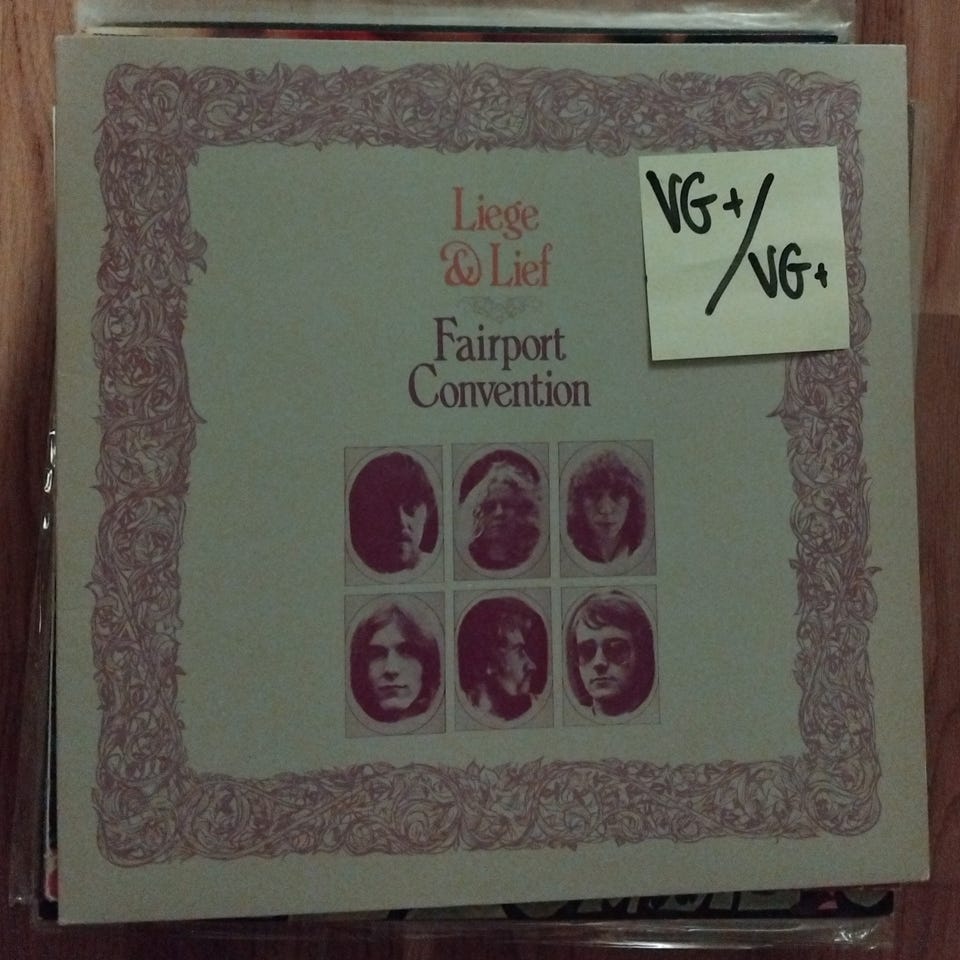 Liege
& Lief
Fairport
Convention
VG+/
VG+